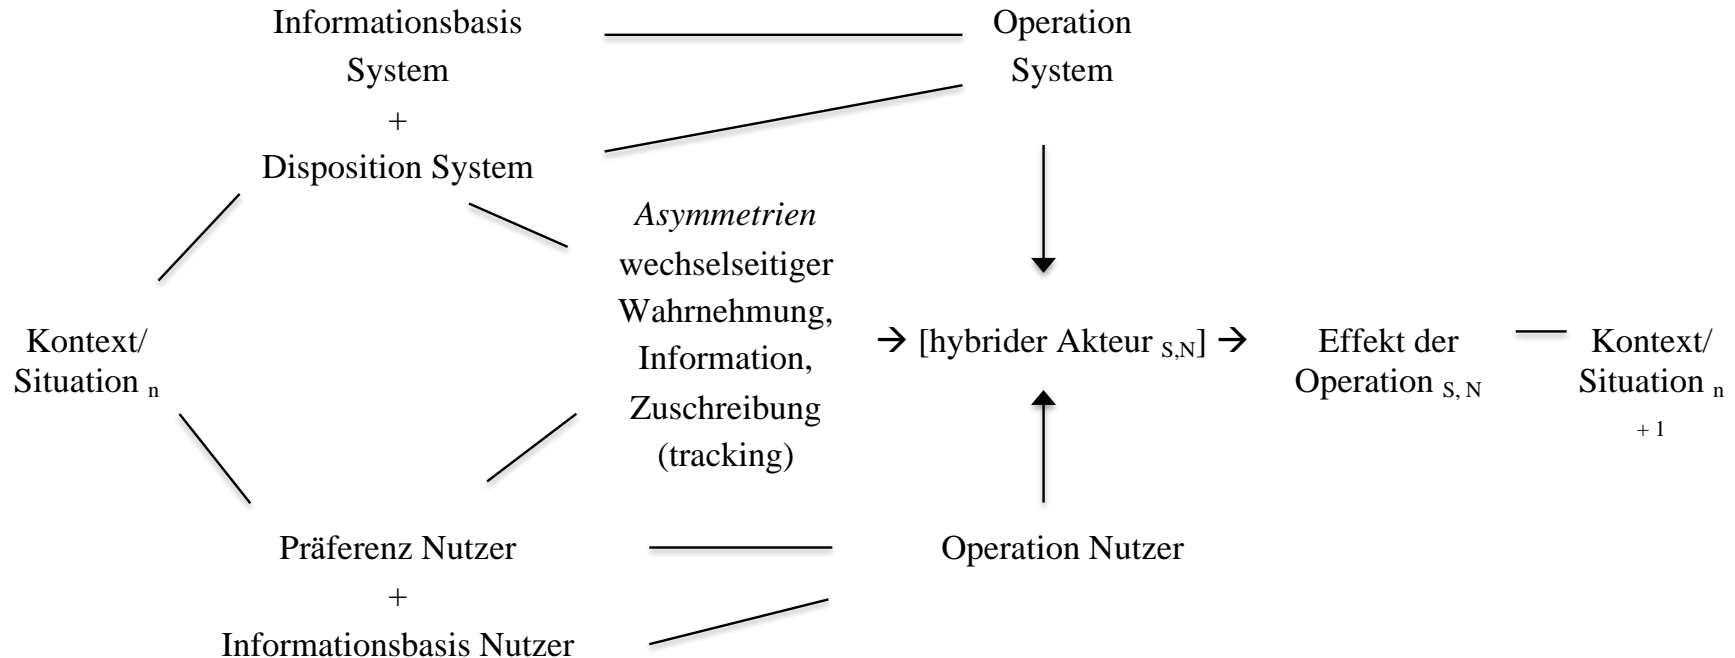 Informationsbasis
System
+
Disposition System
Operation
System
Asymmetrien
wechselseitiger
Wahrnehmung,
Information,
Zuschreibung
(tracking)
Kontext/
Situation n
→ [hybrider Akteur S,N] →
Effekt der
Operation S, N
Kontext/
Situation n
+ 1
Präferenz Nutzer
+
Informationsbasis Nutzer
Operation Nutzer